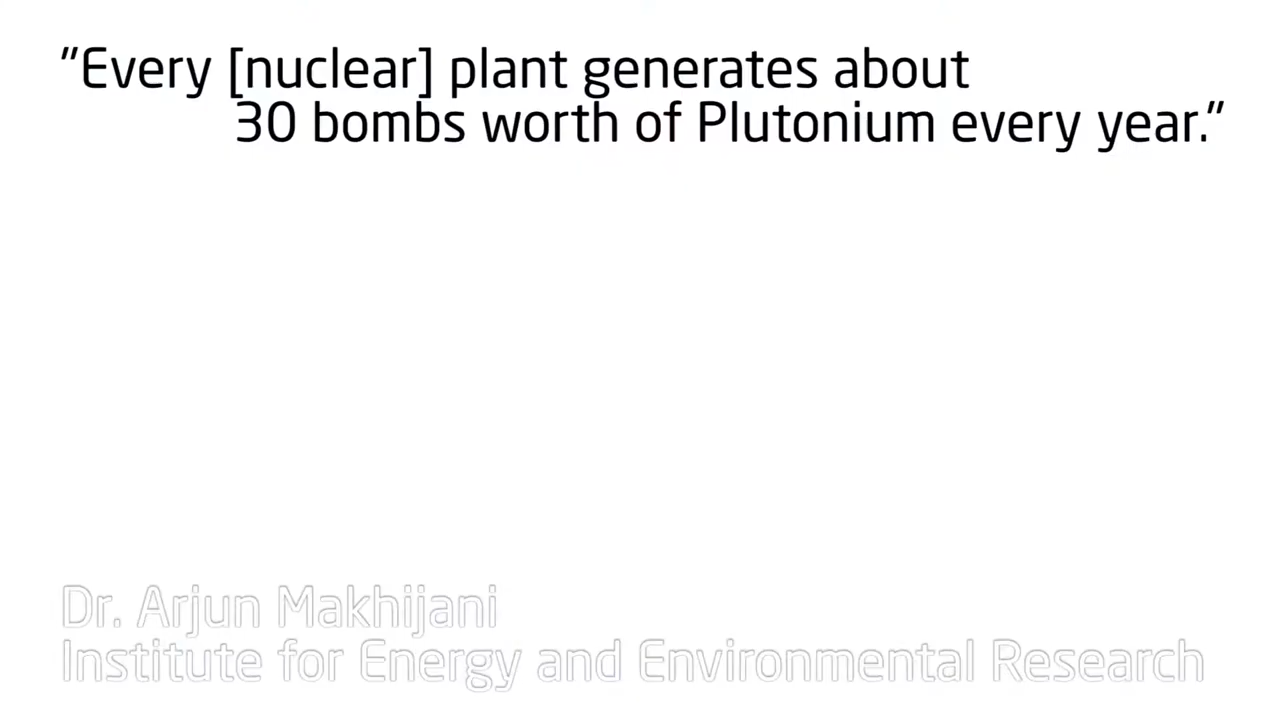 "Every [nuclear] plant generates about
30 bombs worth of Plutonium every year."
Dr. Arjun Makhijani
Institute for Energy and Environmental Research